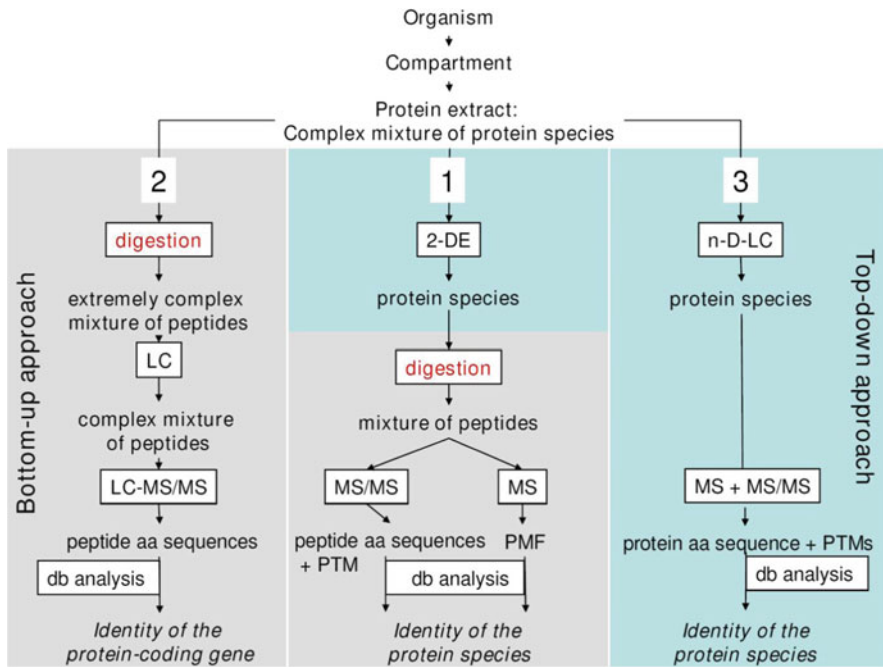 Organism
Compartment
Protein extract:
Complex mixture of protein species
2
digestion
extremely complex
mixture of peptides
LC
complex mixture
of peptides
LC-MS/MS
peptide aa sequences
db analysis
Identity of the
protein-coding gene
Bottom-up approach
1
2-DE
protein species
digestion
mixture of peptides
MS/MS
MS
peptide aa sequences
+ PTM
PMF
db analysis
Identity of the
protein species
3
n-D-LC
protein species
MS + MS/MS
protein aa sequence + PTMs
db analysis
Identity of the
protein species
Top-down approach